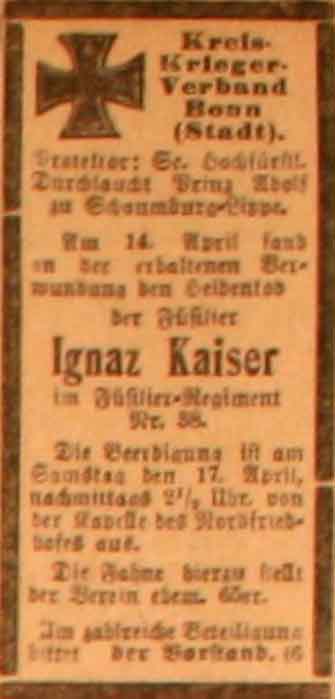 Kreis-
Krieger-
Verband
Bonn
(Stadt).
Protektor: Se. Hochfürstl.
Durchlaucht Prinz Adolf
zu Schaumburg-Lippe.
Am 14. April fand
an der erhaltenen Ver-
wundung den Heldentod
der Füsilier
Ignaz Kaiser
im Füsilier-Regiment
Nr. 38.
Die Beerdigung ist am
Samstag den 17. April,
nachmittags 2½ Uhr, von
der Kapelle des Nordfried-
hofes aus.
Die Fahne hierzu stellt
der Verein ehem. 65er.
Um zahlreiche Beteiligung
bittet der Vorstand.